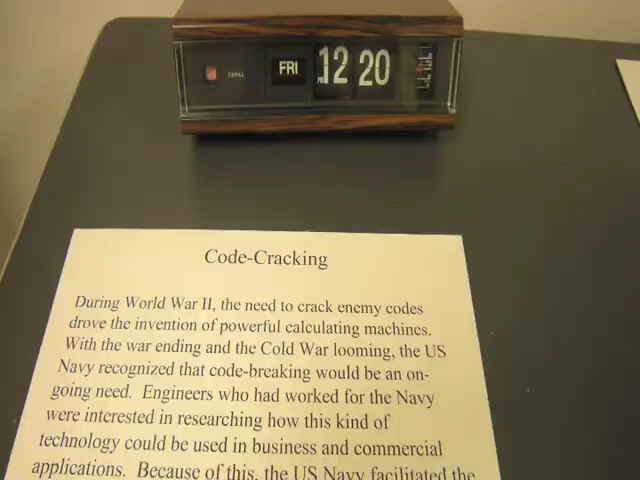 COPAL FRI PM 12 20
Code-Cracking
During World War II, the need to crack enemy codes
drove the invention of powerful calculating machines.
With the war ending and the Cold War looming, the US
Navy recognized that code-breaking would be an on-
going need. Engineers who had worked for the Navy
were interested in researching how this kind of
technology could be used in business and commercial
applications. Because of this, the US Navy facilitated the